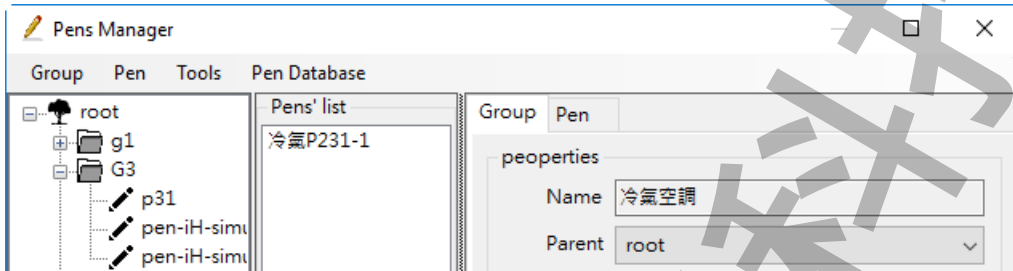 Pens Manager
Group Pen Tools Pen Database
root
g1
G3
p31
pen-iH-simu
pen-iH-simu
Pens' list
冷氣P231-1
Group Pen
peoperties
Name 冷氣空調
Parent root